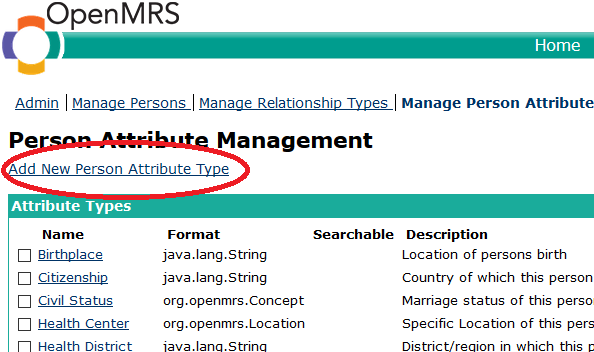 OpenMRS
Home
Admin Manage Persons Manage Relationship Types Manage Person Attribute
Person Attribute Management
Add New Person Attribute Type
Attribute Types
Name Format Searchable Description
Birthplace java.lang.String Location of persons birth
Citizenship java.lang.String Country of which this person
Civil Status org.openmrs.Concept Marriage status of this perso
Health Center org.openmrs.Location Specific Location of this pers
Health District java.lang.String District/region in which this p